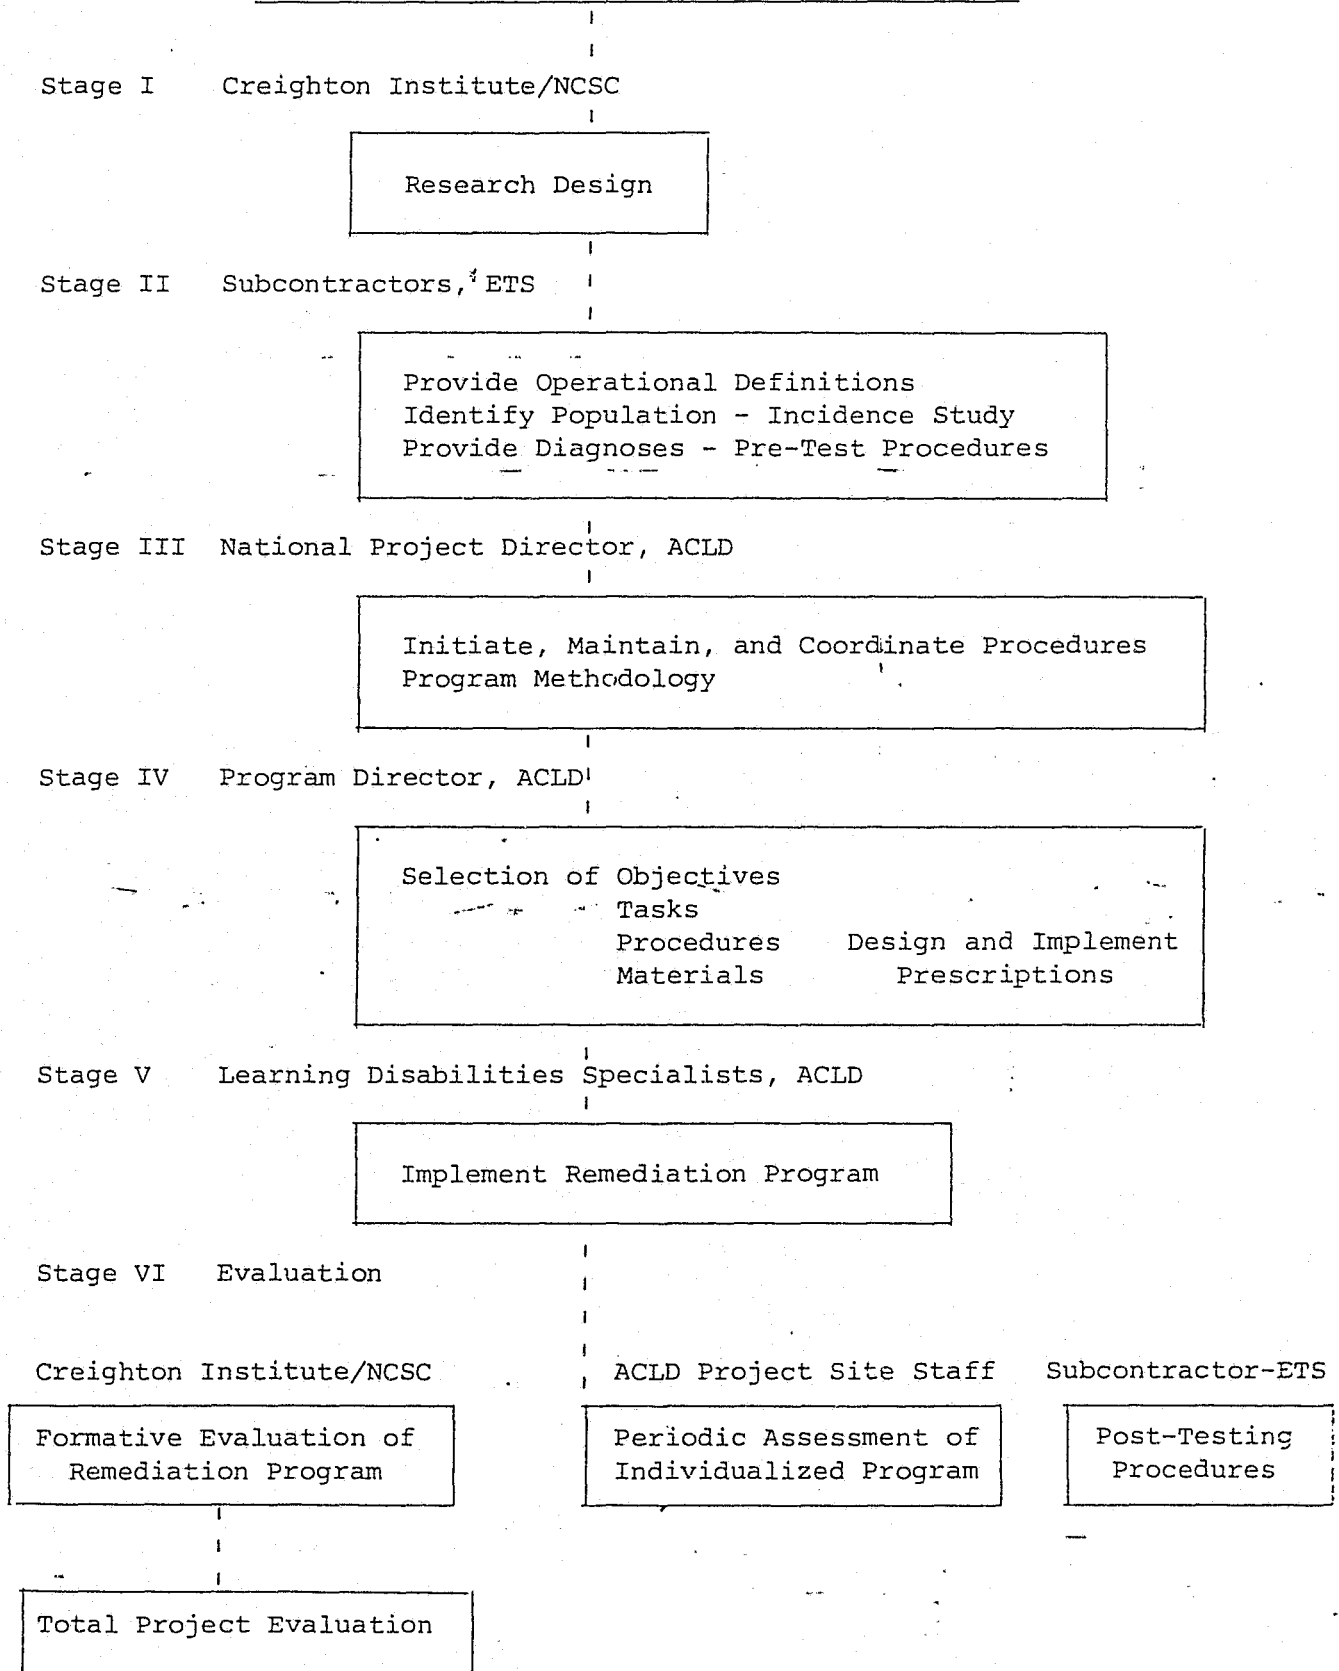 Stage I Creighton Institute/NCSC
Research Design
Stage II Subcontractors, ETS
Provide Operational Definitions
Identify Population - Incidence Study
Provide Diagnoses - Pre-Test Procedures
Stage III National Project Director, ACLD
Initiate, Maintain, and Coordinate Procedures
Program Methodology
Stage IV Program Director, ACLD
Selection of Objectives
Tasks
Procedures Design and Implement
Materials Prescriptions
Stage V Learning Disabilities Specialists, ACLD
Implement Remediation Program
Stage VI Evaluation
Creighton Institute/NCSC ACLD Project Site Staff Subcontractor-ETS
Formative Evaluation of Periodic Assessment of Post-Testing
Remediation Program Individualized Program Procedures
Total Project Evaluation